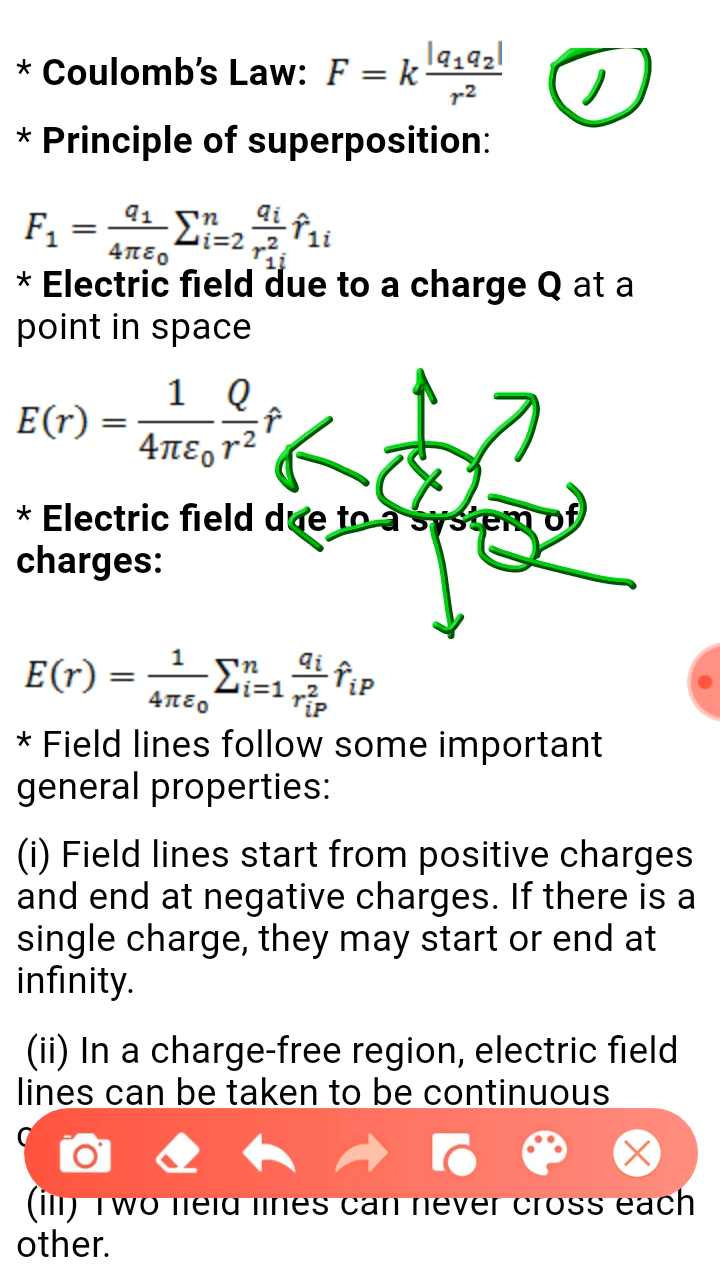 * Coulomb's Law: F = k |q₁q₂| / r²
* Principle of superposition:
F₁ = q₁/4πε₀ Σⁿᵢ₌₂ qᵢ/r²₁ᵢ r̂₁ᵢ
* Electric field due to a charge Q at a
point in space
E(r) = 1/4πε₀ Q/r² r̂
* Electric field due to a system of
charges:
E(r) = 1/4πε₀ Σⁿᵢ₌₁ qᵢ/r²ᵢP r̂ᵢP
* Field lines follow some important
general properties:
(i) Field lines start from positive charges
and end at negative charges. If there is a
single charge, they may start or end at
infinity.
(ii) In a charge-free region, electric field
lines can be taken to be continuous
(iii) Two field lines can never cross each
other.